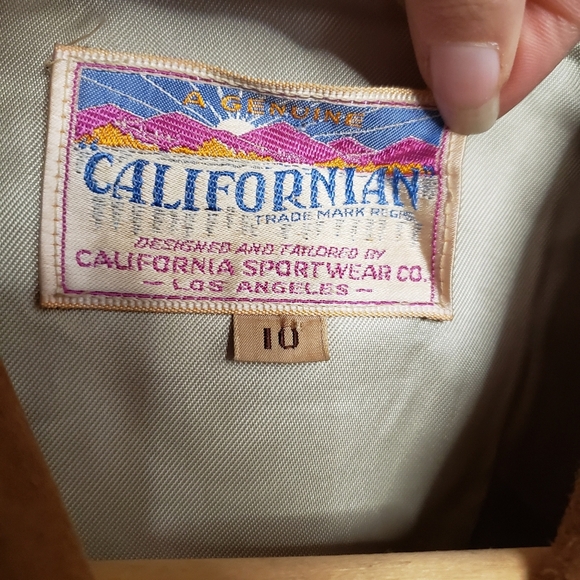 A GENUINE
"CALIFORNIAN"
TRADE MARK REG'D
DESIGNED AND TAILORED BY
CALIFORNIA SPORTWEAR CO.
- LOS ANGELES -
10